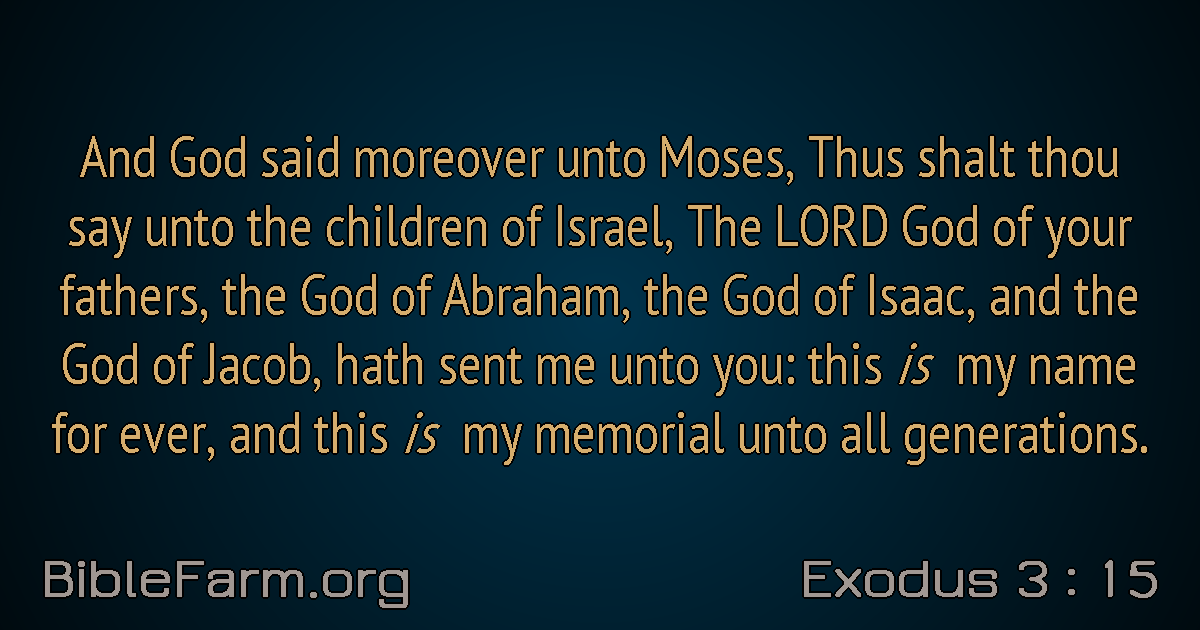 And God said moreover unto Moses, Thus shalt thou
say unto the children of Israel, The LORD God of your
fathers, the God of Abraham, the God of Isaac, and the
God of Jacob, hath sent me unto you: this is my name
for ever, and this is my memorial unto all generations.
BibleFarm.org
Exodus 3 : 15